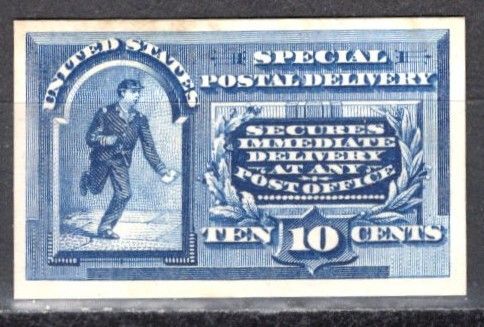 UNITED STATES
SPECIAL
POSTAL DELIVERY
SECURES
IMMEDIATE
DELIVERY
AT ANY
POST OFFICE
TEN 10 CENTS